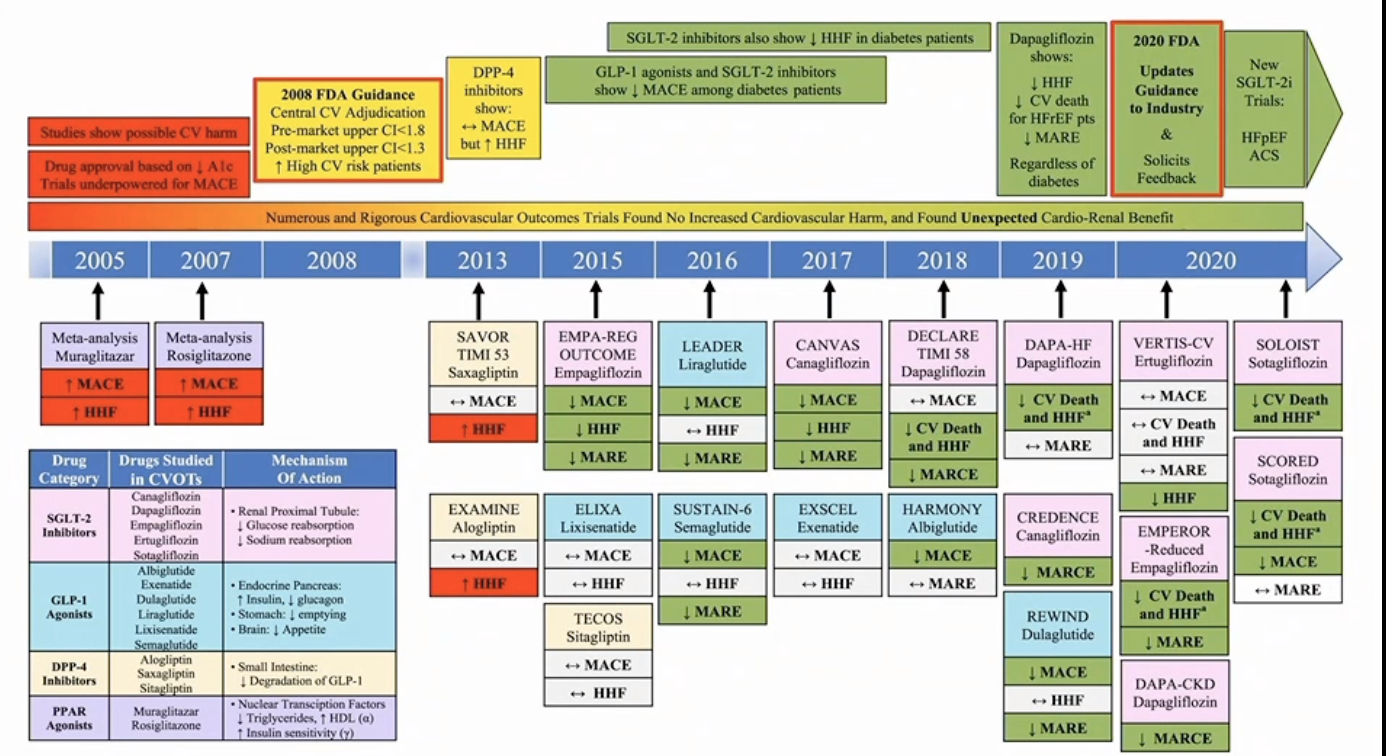 SGLT-2 inhibitors also show ↓ HHF in diabetes patients
GLP-1 agonists and SGLT-2 inhibitors
show ↓ MACE among diabetes patients
Studies show possible CV harm
Drug approval based on ↓ A1c
Trials underpowered for MACE
2008 FDA Guidance
Central CV Adjudication
Pre-market upper CI<1.8
Post-market upper CI<1.3
↑ High CV risk patients
DPP-4
inhibitors
show:
↔ MACE
but ↑ HHF
Dapagliflozin
shows:
↓ HHF
↓ CV death
for HFrEF pts
↓ MARE
Regardless of
diabetes
2020 FDA
Updates
Guidance
to Industry
&
Solicits
Feedback
New
SGLT-2i
Trials:
HFpEF
ACS
Numerous and Rigorous Cardiovascular Outcomes Trials Found No Increased Cardiovascular Harm, and Found Unexpected Cardio-Renal Benefit
2005 2007 2008 2013 2015 2016 2017 2018 2019 2020
Meta-analysis
Muraglitazar
↑ MACE
↑ HHF
Meta-analysis
Rosiglitazone
↑ MACE
↑ HHF
SAVOR
TIMI 53
Saxagliptin
↔ MACE
↑ HHF
EXAMINE
Alogliptin
↔ MACE
↑ HHF
EMPA-REG
OUTCOME
Empagliflozin
↓ MACE
↓ HHF
↓ MARE
ELIXA
Lixisenatide
↔ MACE
↔ HHF
TECOS
Sitagliptin
↔ MACE
↔ HHF
LEADER
Liraglutide
↓ MACE
↔ HHF
↓ MARE
SUSTAIN-6
Semaglutide
↓ MACE
↔ HHF
↓ MARE
CANVAS
Canagliflozin
↓ MACE
↓ HHF
↓ MARE
EXSCEL
Exenatide
↔ MACE
↔ HHF
DECLARE
TIMI 58
Dapagliflozin
↔ MACE
↓ CV Death
and HHF
↓ MARCE
HARMONY
Albiglutide
↓ MACE
↔ MARE
DAPA-HF
Dapagliflozin
↓ CV Death
and HHFª
↔ MARE
CREDENCE
Canagliflozin
↓ MARCE
REWIND
Dulaglutide
↓ MACE
↔ HHF
↓ MARE
VERTIS-CV
Ertugliflozin
↔ MACE
↔ CV Death
and HHF
↔ MARE
↓ HHF
EMPEROR
-Reduced
Empagliflozin
↓ CV Death
and HHFª
↓ MARE
DAPA-CKD
Dapagliflozin
↓ MARCE
SOLOIST
Sotagliflozin
↓ CV Death
and HHFª
SCORED
Sotagliflozin
↓ CV Death
and HHFª
↓ MACE
↔ MARE
Drug
Category
Drugs Studied
in CVOTs
Mechanism
Of Action
SGLT-2
Inhibitors
Canagliflozin
Dapagliflozin
Empagliflozin
Ertugliflozin
Sotagliflozin
• Renal Proximal Tubule:
↓ Glucose reabsorption
↓ Sodium reabsorption
GLP-1
Agonists
Albiglutide
Exenatide
Dulaglutide
Liraglutide
Lixisenatide
Semaglutide
• Endocrine Pancreas:
↑ Insulin, ↓ glucagon
• Stomach: ↓ emptying
• Brain: ↓ Appetite
DPP-4
Inhibitors
Alogliptin
Saxagliptin
Sitagliptin
• Small Intestine:
↓ Degradation of GLP-1
PPAR
Agonists
Muraglitazar
Rosiglitazone
• Nuclear Transciption Factors
↓ Triglycerides, ↑ HDL (α)
↑ Insulin sensitivity (γ)